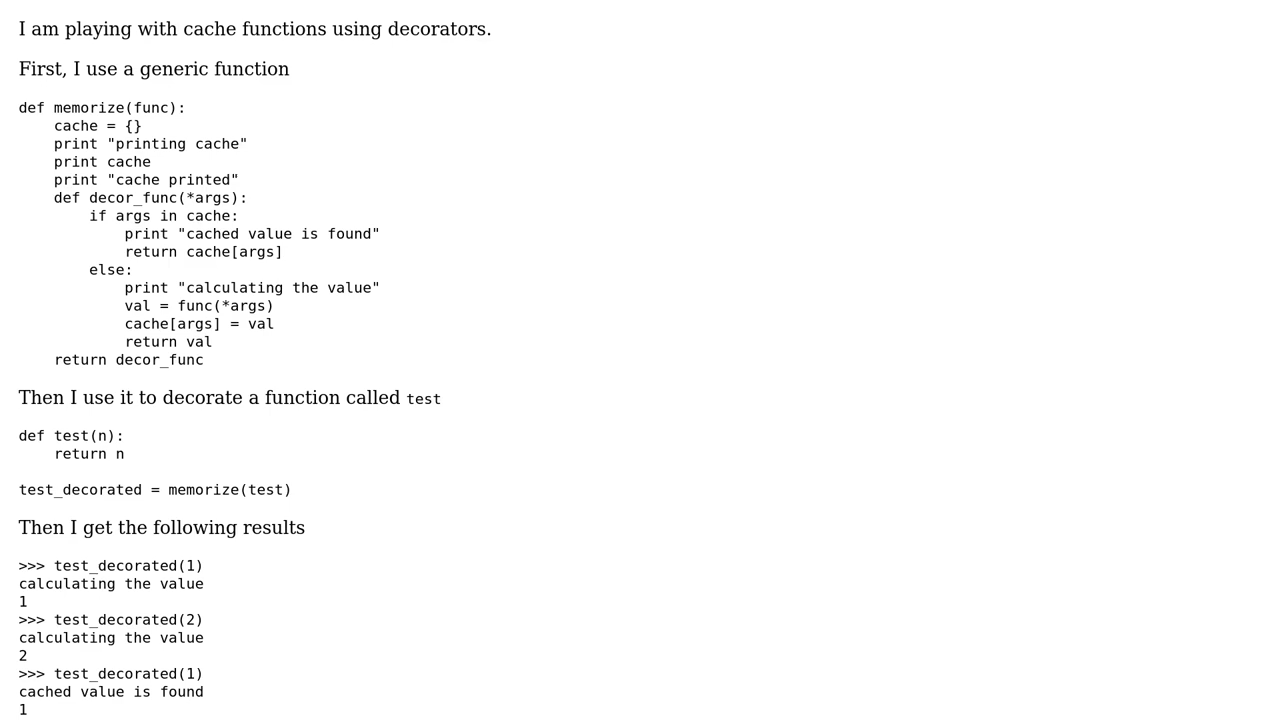 I am playing with cache functions using decorators.
First, I use a generic function
def memorize(func):
    cache = {}
    print "printing cache"
    print cache
    print "cache printed"
    def decor_func(*args):
        if args in cache:
            print "cached value is found"
            return cache[args]
        else:
            print "calculating the value"
            val = func(*args)
            cache[args] = val
            return val
    return decor_func
Then I use it to decorate a function called test
def test(n):
    return n
test_decorated = memorize(test)
Then I get the following results
>>> test_decorated(1)
calculating the value
1
>>> test_decorated(2)
calculating the value
2
>>> test_decorated(1)
cached value is found
1